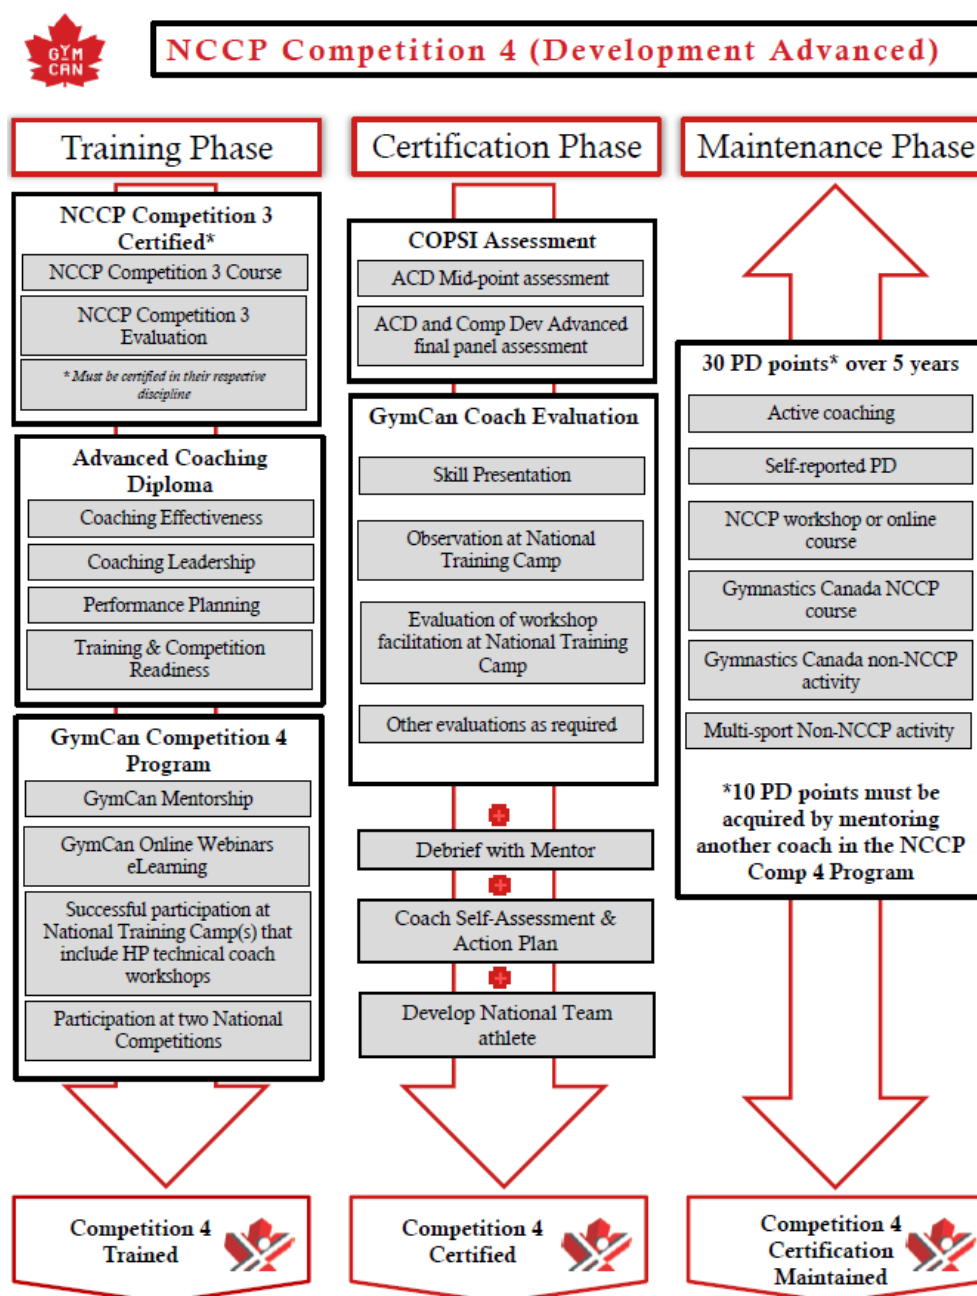 GYM
CAN
NCCP Competition 4 (Development Advanced)
Training Phase
NCCP Competition 3
Certified*
NCCP Competition 3 Course
NCCP Competition 3
Evaluation
* Must be certified in their respective
discipline
Advanced Coaching
Diploma
Coaching Effectiveness
Coaching Leadership
Performance Planning
Training & Competition
Readiness
GymCan Competition 4
Program
GymCan Mentorship
GymCan Online Webinars
eLearning
Successful participation at
National Training Camp(s) that
include HP technical coach
workshops
Participation at two National
Competitions
Competition 4
Trained
Certification Phase
COPSI Assessment
ACD Mid-point assessment
ACD and Comp Dev Advanced
final panel assessment
GymCan Coach Evaluation
Skill Presentation
Observation at National
Training Camp
Evaluation of workshop
facilitation at National Training
Camp
Other evaluations as required
Debrief with Mentor
Coach Self-Assessment &
Action Plan
Develop National Team
athlete
Competition 4
Certified
Maintenance Phase
30 PD points* over 5 years
Active coaching
Self-reported PD
NCCP workshop or online
course
Gymnastics Canada NCCP
course
Gymnastics Canada non-NCCP
activity
Multi-sport Non-NCCP activity
*10 PD points must be
acquired by mentoring
another coach in the NCCP
Comp 4 Program
Competition 4
Certification
Maintained